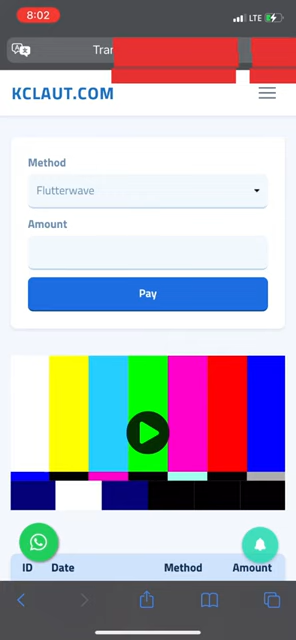 8:02
LTE
Tran
KCLAUT.COM
Method
Flutterwave
Amount
Pay
ID Date Method Amount